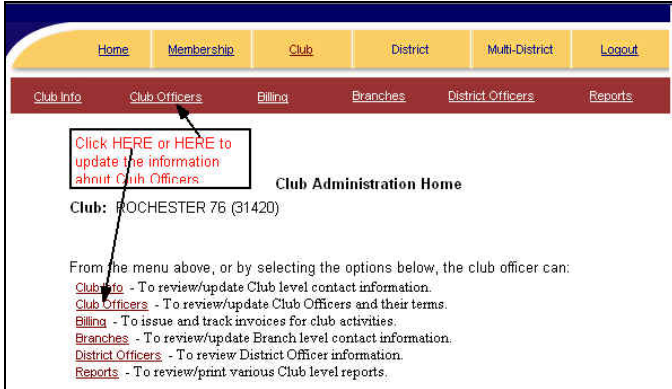 Home Membership Club District Multi-District Logout
Club Info Club Officers Billing Branches District Officers Reports
Click HERE or HERE to
update the information
about Club Officers
Club Administration Home
Club: ROCHESTER 76 (31420)
From the menu above, or by selecting the options below, the club officer can:
Club Info - To review/update Club level contact information.
Club Officers - To review/update Club Officers and their terms.
Billing - To issue and track invoices for club activities.
Branches - To review/update Branch level contact information.
District Officers - To review District Officer information.
Reports - To review/print various Club level reports.